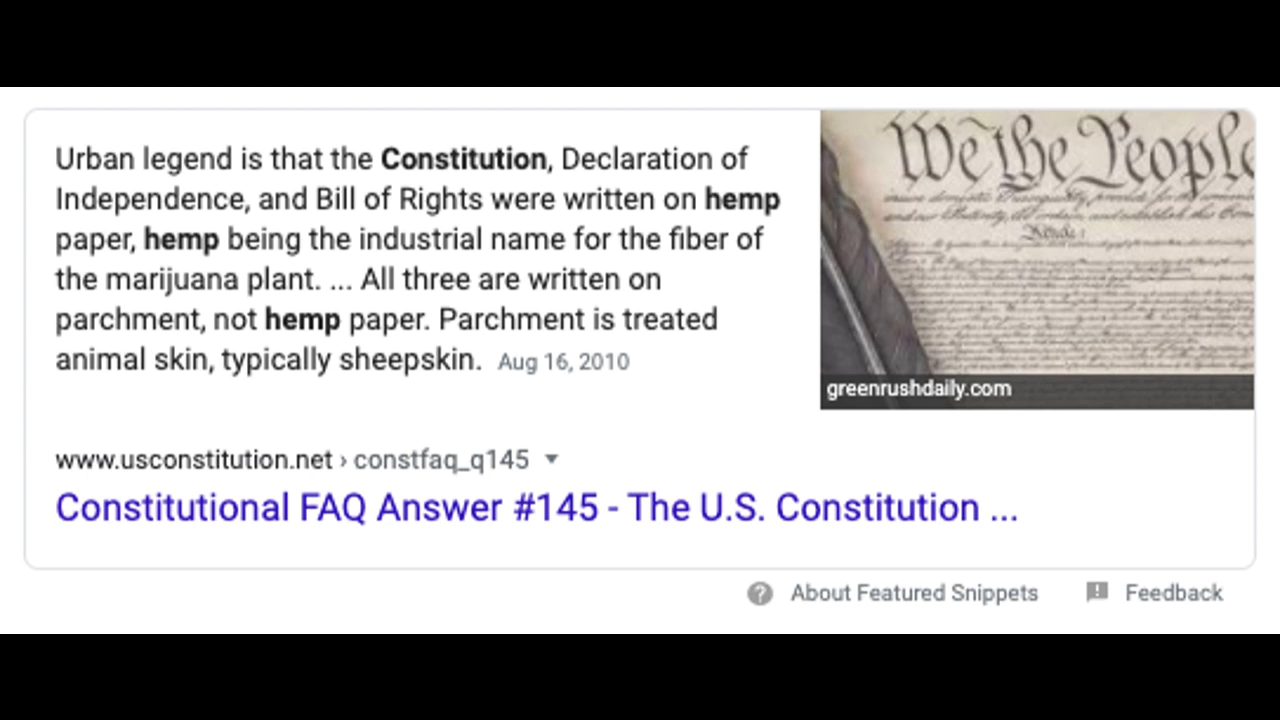 Urban legend is that the Constitution, Declaration of
Independence, and Bill of Rights were written on hemp
paper, hemp being the industrial name for the fiber of
the marijuana plant. ... All three are written on
parchment, not hemp paper. Parchment is treated
animal skin, typically sheepskin. Aug 16, 2010
We the People
greenrushdaily.com
www.usconstitution.net › constfaq_q145
Constitutional FAQ Answer #145 - The U.S. Constitution ...
About Featured Snippets
Feedback